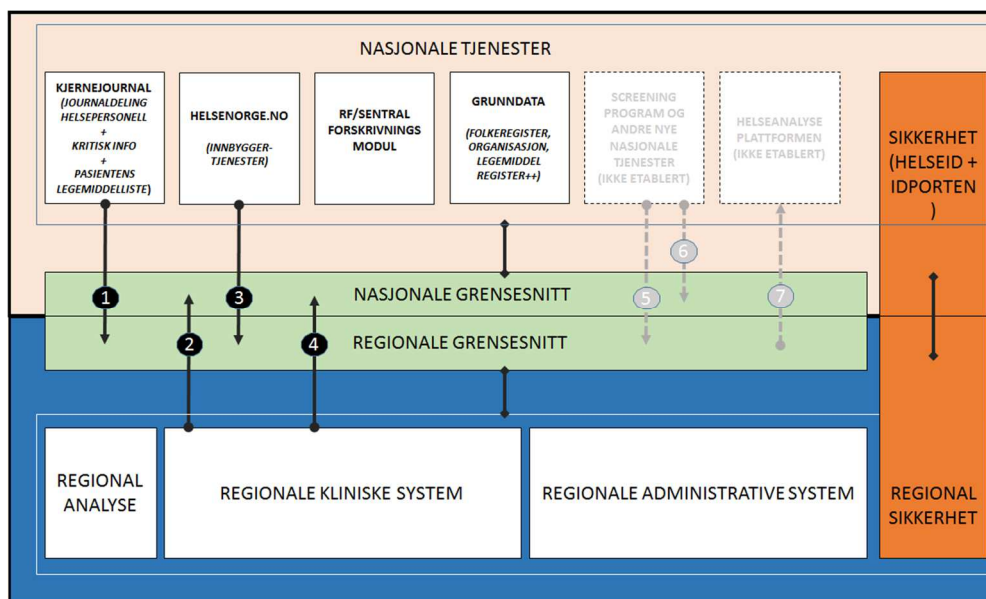 NASJONALE TJENESTER
KJERNEJOURNAL
(JOURNALDELING
HELSEPERSONELL
+
KRITISK INFO
+
PASIENTENS
LEGEMIDDELLISTE)
HELSENORGE.NO
(INNBYGGER-
TJENESTER)
RF/SENTRAL
FORSKRIVNINGS
MODUL
GRUNNDATA
(FOLKEREGISTER,
ORGANISASJON,
LEGEMIDDEL
REGISTER++)
SCREENING
PROGRAM OG
ANDRE NYE
NASJONALE
TJENESTER
(IKKE ETABLERT)
HELSEANALYSE
PLATTFORMEN
(IKKE ETABLERT)
SIKKERHET
(HELSEID +
IDPORTEN
)
6
NASJONALE GRENSESNITT
1
3
5
7
REGIONALE GRENSESNITT
2
4
REGIONAL
ANALYSE
REGIONALE KLINISKE SYSTEM
REGIONALE ADMINISTRATIVE SYSTEM
REGIONAL
SIKKERHET